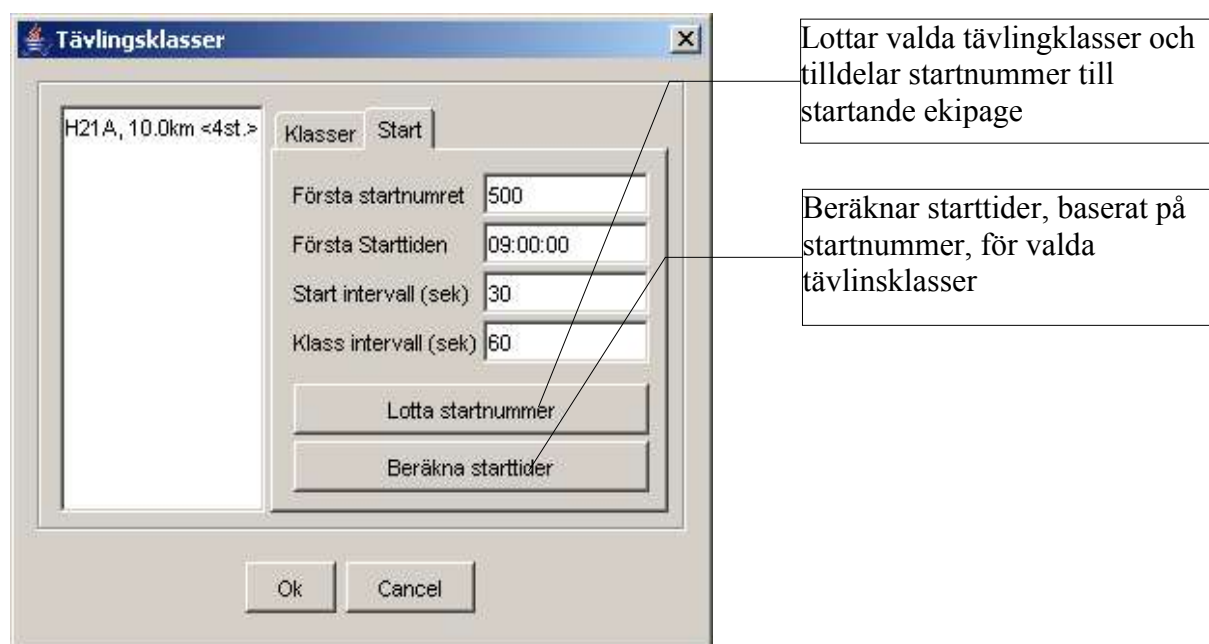 Tävlingsklasser
H21A, 10.0km <4st.>
Klasser
Start
Första startnumret 500
Första Starttiden 09:00:00
Start intervall (sek) 30
Klass intervall (sek) 60
Lotta startnummer
Beräkna starttider
Ok
Cancel
Lottar valda tävlingklasser och
tilldelar startnummer till
startande ekipage
Beräknar starttider, baserat på
startnummer, för valda
tävlinsklasser